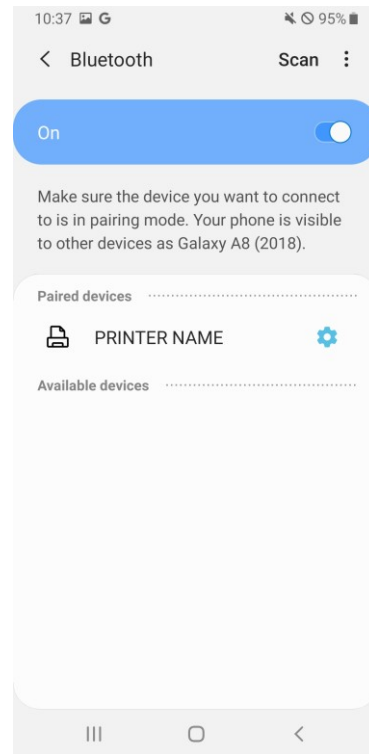 10:37 G 95%
Bluetooth Scan
On
Make sure the device you want to connect
to is in pairing mode. Your phone is visible
to other devices as Galaxy A8 (2018).
Paired devices
PRINTER NAME
Available devices